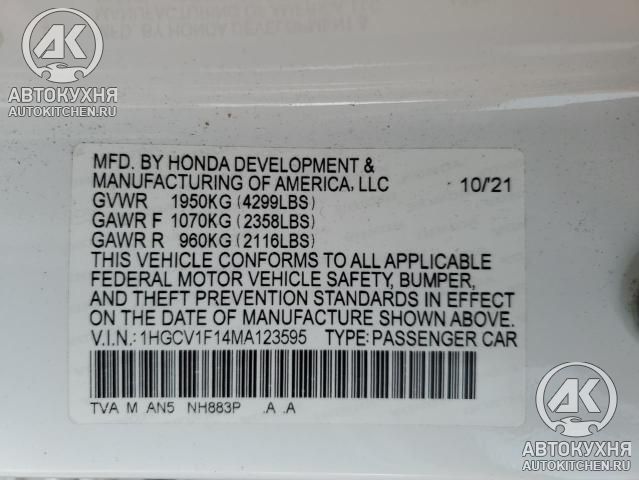 1K
АВТОКУХНЯ
AUTOKITCHEN.RU
MFD. BY HONDA DEVELOPMENT &
MANUFACTURING OF AMERICA, LLC 10/'21
GVWR 1950KG (4299LBS)
GAWR F 1070KG (2358LBS)
GAWR R 960KG (2116LBS)
THIS VEHICLE CONFORMS TO ALL APPLICABLE
FEDERAL MOTOR VEHICLE SAFETY, BUMPER,
AND THEFT PREVENTION STANDARDS IN EFFECT
ON THE DATE OF MANUFACTURE SHOWN ABOVE.
V.I.N.: 1HGCV1F14MA123595 TYPE: PASSENGER CAR
TVA M AN5 NH883P .A .A
1K
АВТОКУХНЯ
AUTOKITCHEN.RU